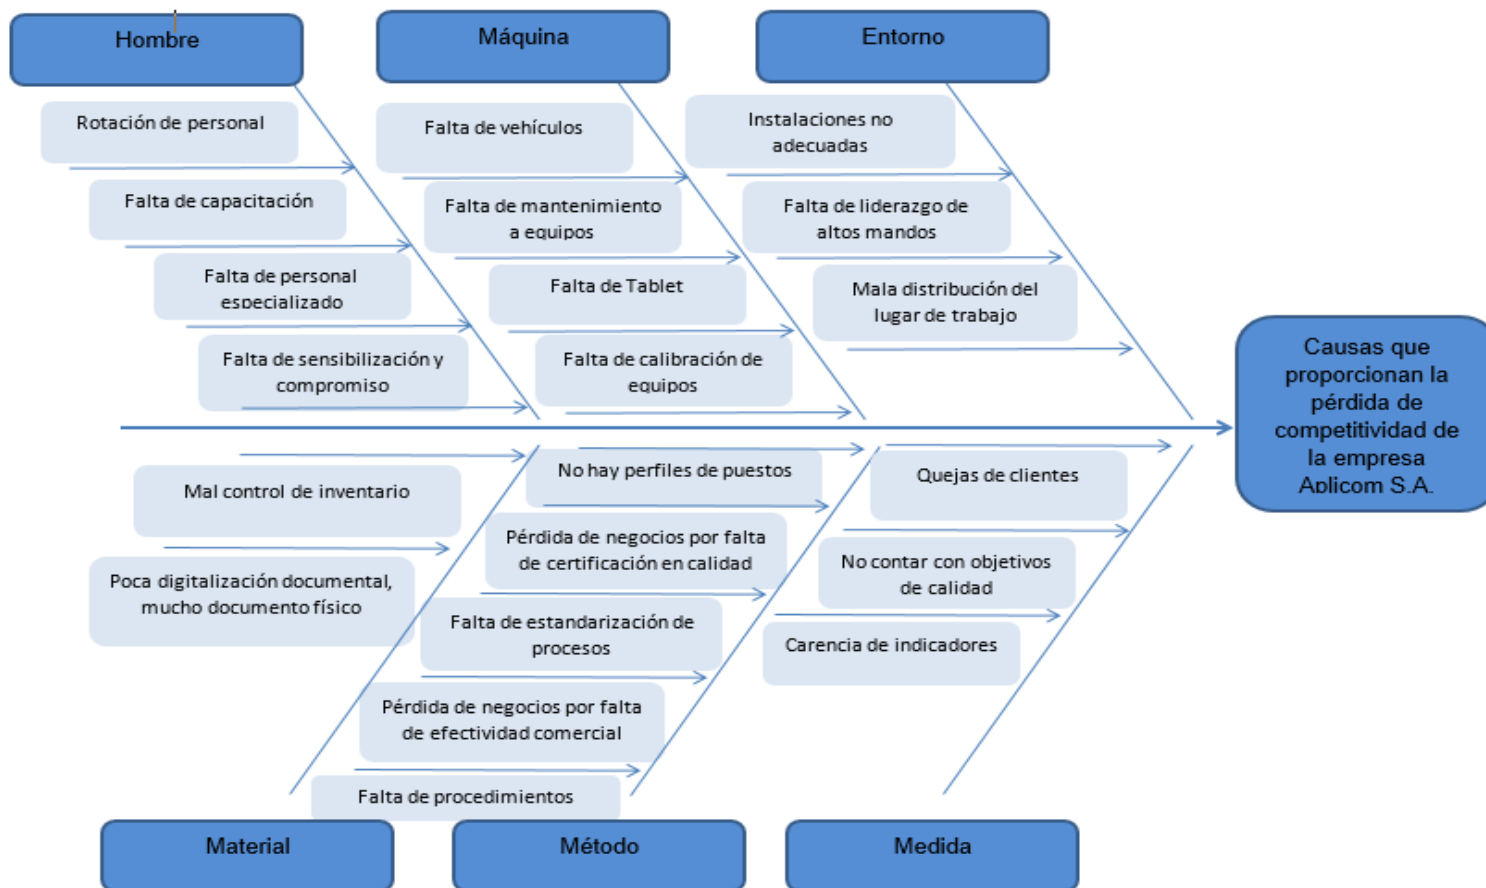 Hombre
Máquina
Entorno
Rotación de personal
Falta de capacitación
Falta de personal
especializado
Falta de sensibilización y
compromiso
Falta de vehículos
Falta de mantenimiento
a equipos
Falta de Tablet
Falta de calibración de
equipos
Instalaciones no
adecuadas
Falta de liderazgo de
altos mandos
Mala distribución del
lugar de trabajo
Causas que
proporcionan la
pérdida de
competitividad de
la empresa
Aplicom S.A.
Mal control de inventario
Poca digitalización documental,
mucho documento físico
No hay perfiles de puestos
Pérdida de negocios por falta
de certificación en calidad
Falta de estandarización de
procesos
Pérdida de negocios por falta
de efectividad comercial
Falta de procedimientos
Quejas de clientes
No contar con objetivos
de calidad
Carencia de indicadores
Material
Método
Medida